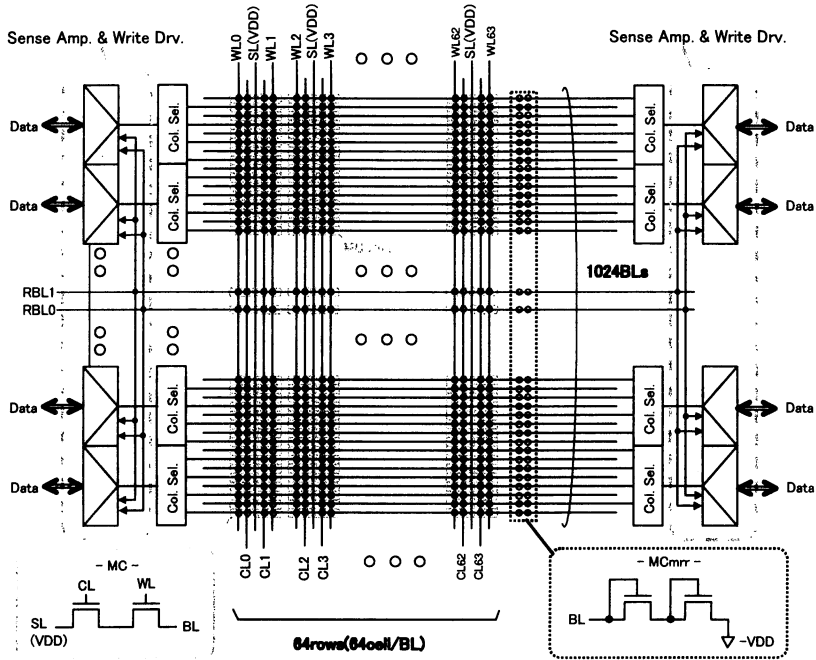 Sense Amp. & Write Drv.
Sense Amp. & Write Drv.
WL0
SL(VDD)
WL1
WL2
SL(VDD)
WL3
WL62
SL(VDD)
WL63
Data
Col. Sel.
Col. Sel.
Data
Data
Col. Sel.
Col. Sel.
Data
1024BLs
RBL1
RBL0
Data
Col. Sel.
Col. Sel.
Data
Data
Col. Sel.
Col. Sel.
Data
CL0
CL1
CL2
CL3
CL62
CL63
- MC -
CL
WL
SL
(VDD)
BL
64rows(64cell/BL)
- MCmrr -
BL
-VDD